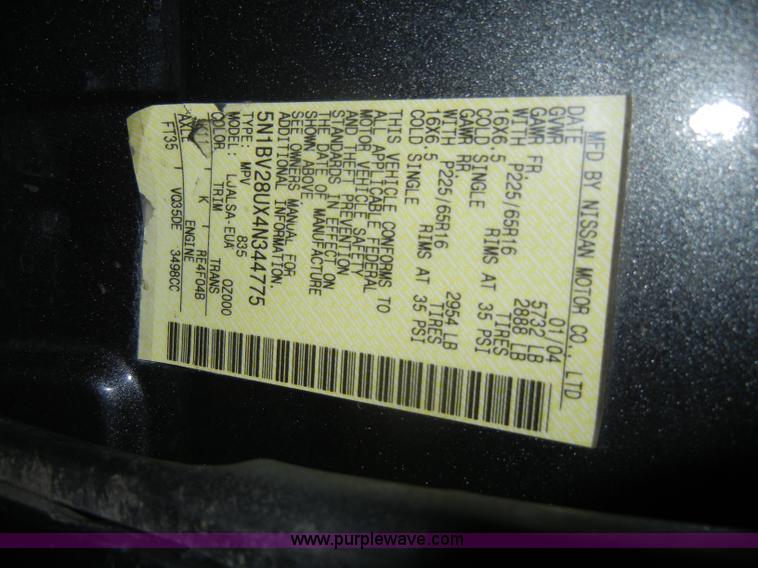 MFD BY NISSAN MOTOR CO., LTD
DATE 01/04
GVWR 5732 LB
GAWR FR. 2888 LB
WITH P225/65R16 TIRES
16X6.5 RIMS AT 35 PSI
COLD SINGLE
GAWR RR. 2954 LB
WITH P225/65R16 TIRES
16X6.5 RIMS AT 35 PSI
COLD SINGLE
THIS VEHICLE CONFORMS TO
ALL APPLICABLE FEDERAL
MOTOR VEHICLE SAFETY
AND THEFT PREVENTION
STANDARDS IN EFFECT ON
THE DATE OF MANUFACTURE
SHOWN ABOVE.
SEE OWNERS MANUAL FOR
ADDITIONAL INFORMATION.
5N1BV28UX4N344775
TYPE: MPV 835
MODEL: LJALSA-EUA 0Z000
COLOR TRIM TRANS
K RE4F04B
AXLE ENGINE
FT35 VQ35DE 3498CC
www.purplewave.com